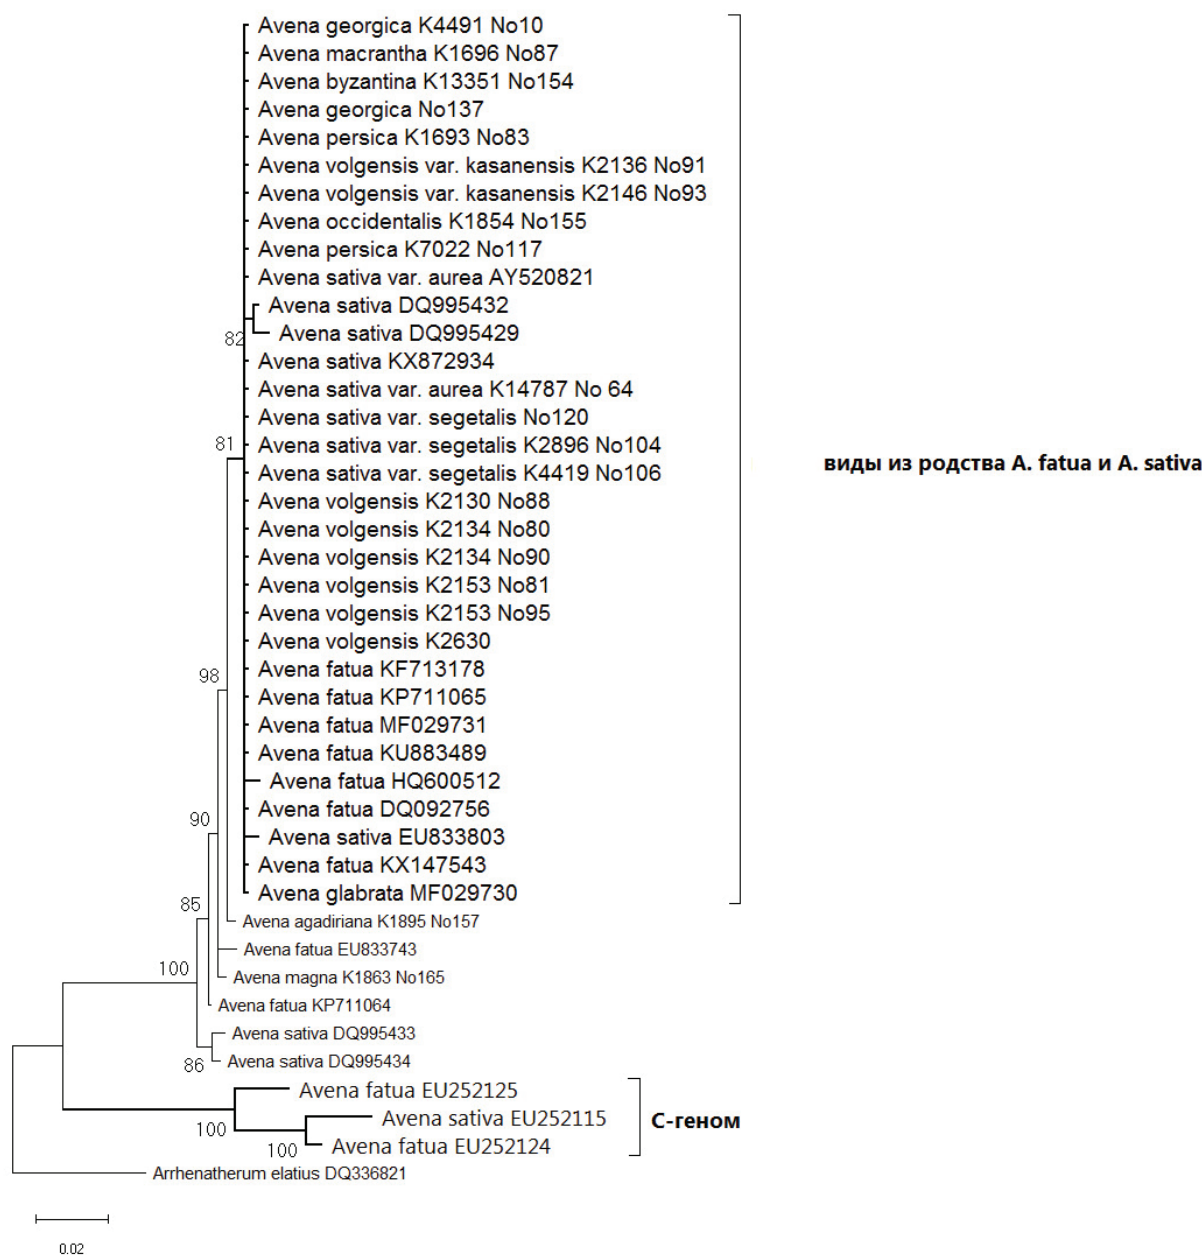 Avena georgica K4491 No10
Avena macrantha K1696 No87
Avena byzantina K13351 No154
Avena georgica No137
Avena persica K1693 No83
Avena volgensis var. kasanensis K2136 No91
Avena volgensis var. kasanensis K2146 No93
Avena occidentalis K1854 No155
Avena persica K7022 No117
Avena sativa var. aurea AY520821
Avena sativa DQ995432
82
Avena sativa DQ995429
Avena sativa KX872934
Avena sativa var. aurea K14787 No 64
Avena sativa var. segetalis No120
81
Avena sativa var. segetalis K2896 No104
виды из родства A. fatua и A. sativa
Avena sativa var. segetalis K4419 No106
Avena volgensis K2130 No88
Avena volgensis K2134 No80
Avena volgensis K2134 No90
Avena volgensis K2153 No81
Avena volgensis K2153 No95
Avena volgensis K2630
98
Avena fatua KF713178
Avena fatua KP711065
Avena fatua MF029731
Avena fatua KU883489
Avena fatua HQ600512
Avena fatua DQ092756
90
Avena sativa EU833803
Avena fatua KX147543
Avena glabrata MF029730
85
Avena agadiriana K1895 No157
Avena fatua EU833743
100
Avena magna K1863 No165
Avena fatua KP711064
Avena sativa DQ995433
86
Avena sativa DQ995434
Avena fatua EU252125
100
Avena sativa EU252115
С-геном
100
Avena fatua EU252124
Arrhenatherum elatius DQ336821
0.02